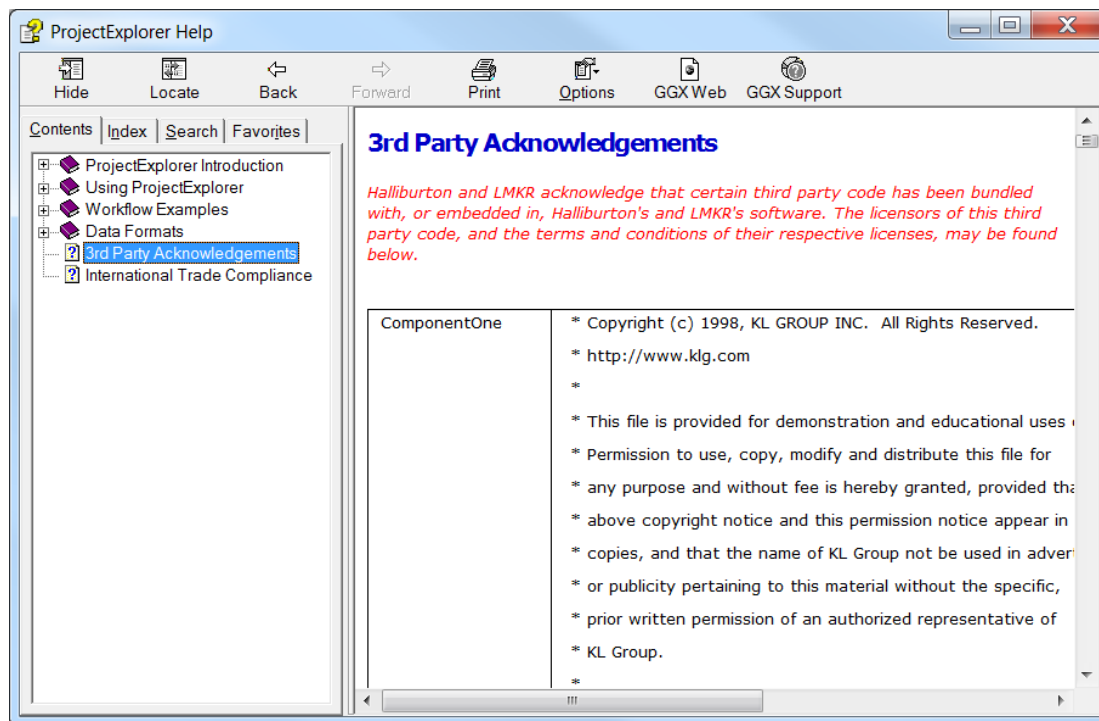 ProjectExplorer Help
Hide Locate Back Forward Print Options GGX Web GGX Support
Contents Index Search Favorites
ProjectExplorer Introduction
Using ProjectExplorer
Workflow Examples
Data Formats
3rd Party Acknowledgements
International Trade Compliance
3rd Party Acknowledgements
Halliburton and LMKR acknowledge that certain third party code has been bundled
with, or embedded in, Halliburton's and LMKR's software. The licensors of this third
party code, and the terms and conditions of their respective licenses, may be found
below.
ComponentOne
* Copyright (c) 1998, KL GROUP INC.  All Rights Reserved.
* http://www.klg.com
*
* This file is provided for demonstration and educational uses
* Permission to use, copy, modify and distribute this file for
* any purpose and without fee is hereby granted, provided
* above copyright notice and this permission notice appear in
* copies, and that the name of KL Group not be used in
* or publicity pertaining to this material without the specific,
* prior written permission of an authorized representative of
* KL Group.
*